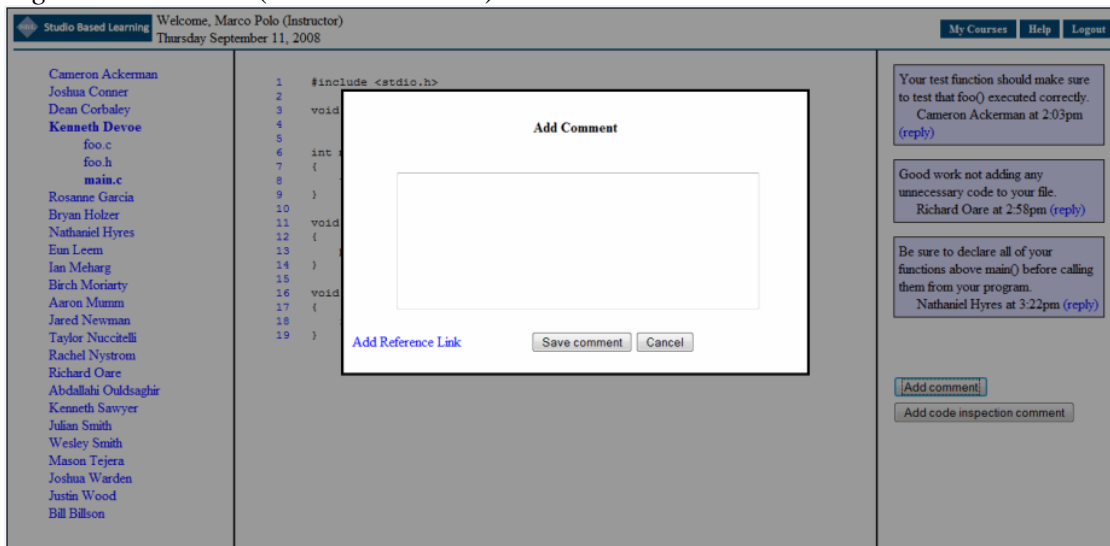 Studio Based Learning
Welcome, Marco Polo (Instructor)
Thursday September 11, 2008
My Courses Help Logout
Cameron Ackerman
Joshua Conner
Dean Corbaley
Kenneth Devoe
foo.c
foo.h
main.c
Rosanne Garcia
Bryan Holzer
Nathaniel Hyres
Eun Leem
Ian Meharg
Birch Moriarty
Aaron Mumm
Jared Newman
Taylor Nuccitelli
Rachel Nystrom
Richard Oare
Abdallahi Ouldsaghir
Kenneth Sawyer
Julian Smith
Wesley Smith
Mason Tejera
Joshua Warden
Justin Wood
Bill Billson
1 #include <stdio.h>
2
3 void
4
5
6 int
7 {
8
9 }
10
11 void
12 {
13
14 }
15
16 void
17 {
18
19 }
Add Comment
Add Reference Link
Save comment Cancel
Your test function should make sure
to test that foo() executed correctly.
Cameron Ackerman at 2:03pm
(reply)
Good work not adding any
unnecessary code to your file.
Richard Oare at 2:58pm (reply)
Be sure to declare all of your
functions above main() before calling
them from your program.
Nathaniel Hyres at 3:22pm (reply)
Add comment
Add code inspection comment